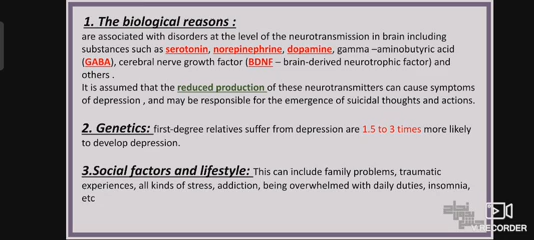 1. The biological reasons :
are associated with disorders at the level of the neurotransmission in brain including
substances such as serotonin, norepinephrine, dopamine, gamma –aminobutyric acid
(GABA), cerebral nerve growth factor (BDNF – brain-derived neurotrophic factor) and
others .
It is assumed that the reduced production of these neurotransmitters can cause symptoms
of depression , and may be responsible for the emergence of suicidal thoughts and actions.
2. Genetics: first-degree relatives suffer from depression are 1.5 to 3 times more likely
to develop depression.
3.Social factors and lifestyle: This can include family problems, traumatic
experiences, all kinds of stress, addiction, being overwhelmed with daily duties, insomnia,
etc
RECORDER